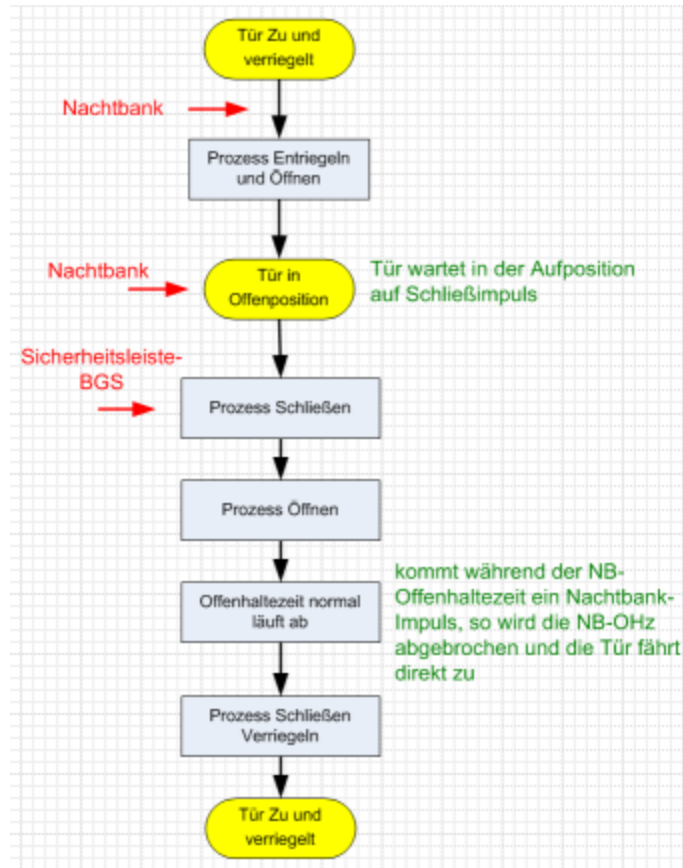 Tür Zu und
verriegelt
Nachtbank
Prozess Entriegeln
und Öffnen
Nachtbank
Tür in
Offenposition
Tür wartet in der Aufposition
auf Schließimpuls
Sicherheitsleiste-
BGS
Prozess Schließen
Prozess Öffnen
Offenhaltezeit normal
läuft ab
kommt während der NB-
Offenhaltezeit ein Nachtbank-
Impuls, so wird die NB-OHz
abgebrochen und die Tür fährt
direkt zu
Prozess Schließen
Verriegeln
Tür Zu und
verriegelt